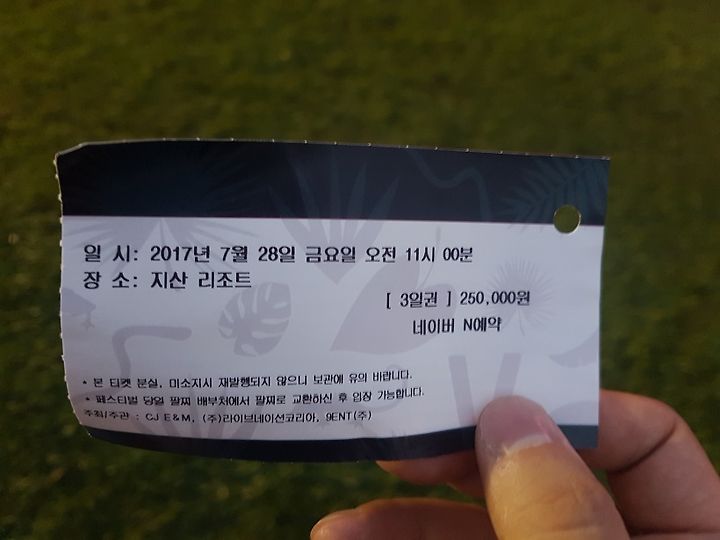 일 시: 2017년 7월 28일 금요일 오전 11시 00분
장 소: 지산 리조트
[ 3일권 ] 250,000원
네이버 N예약
* 본 티켓 분실, 미소지시 재발행되지 않으니 보관에 유의 바랍니다.
* 페스티벌 당일 팔찌 배부처에서 팔찌로 교환하신 후 입장 가능합니다.
주최/주관 : CJ E&M, (주)라이브네이션코리아, 9ENT(주)